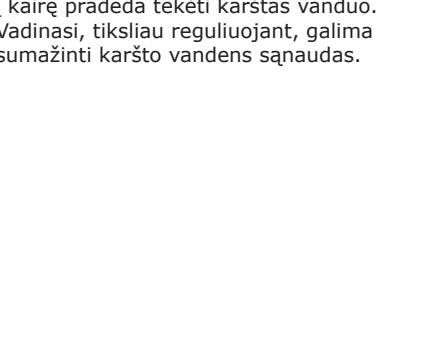 į kairę pradeda tekėti karštas vanduo.
Vadinasi, tiksliau reguliuojant, galima
sumažinti karšto vandens sąnaudas.